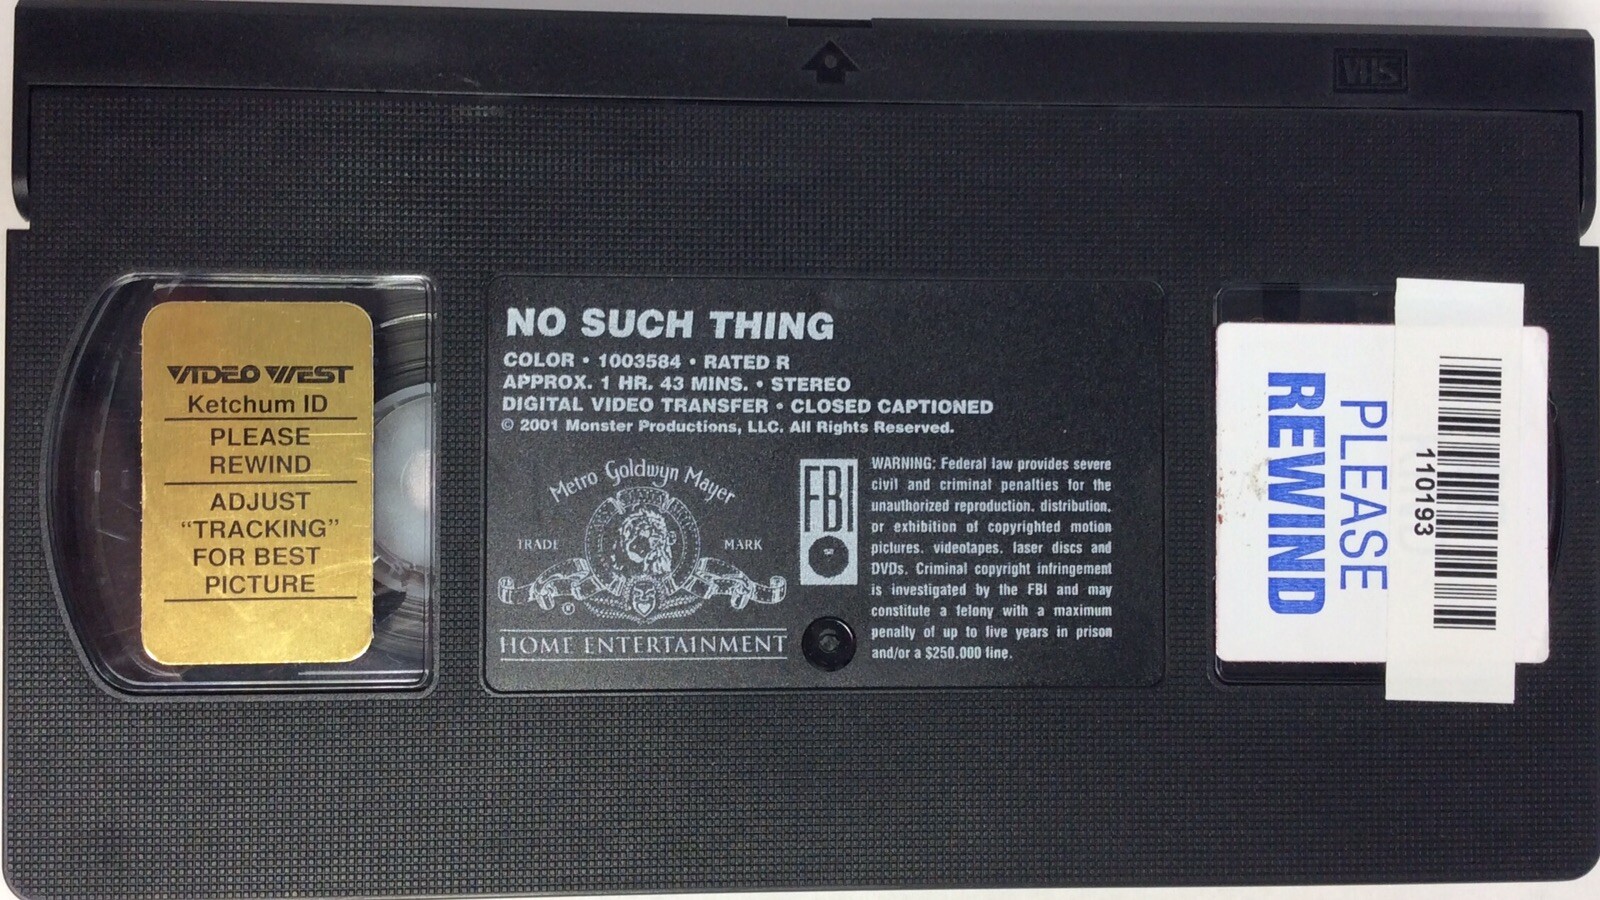 VHS
VIDEO WEST
Ketchum ID
PLEASE
REWIND
ADJUST
"TRACKING"
FOR BEST
PICTURE
NO SUCH THING
COLOR • 1003584 • RATED R
APPROX. 1 HR. 43 MINS. • STEREO
DIGITAL VIDEO TRANSFER • CLOSED CAPTIONED
© 2001 Monster Productions, LLC. All Rights Reserved.
Metro Goldwyn Mayer
TRADE MARK
®
HOME ENTERTAINMENT
FBI
WARNING: Federal law provides severe
civil and criminal penalties for the
unauthorized reproduction, distribution,
or exhibition of copyrighted motion
pictures, videotapes, laser discs and
DVDs. Criminal copyright infringement
is investigated by the FBI and may
constitute a felony with a maximum
penalty of up to five years in prison
and/or a $250,000 fine.
PLEASE
REWIND
110193